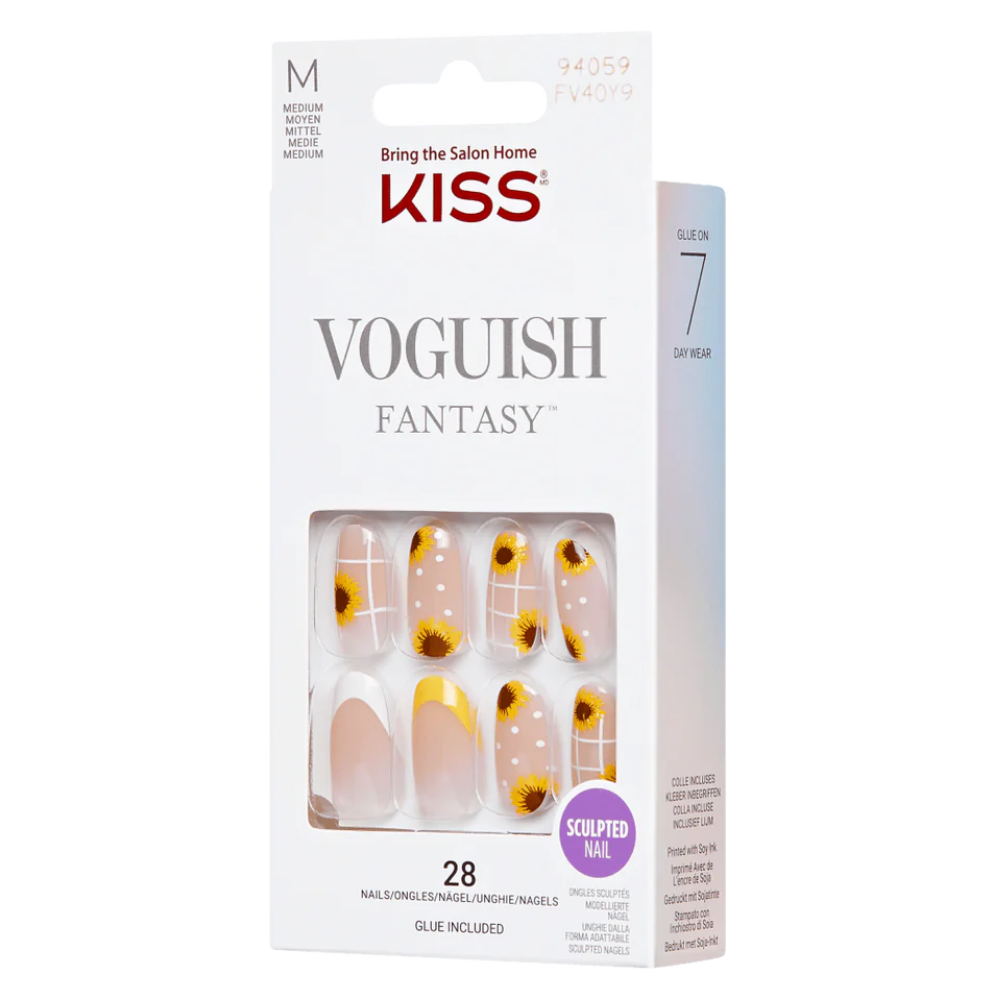 M
MEDIUM
MOYEN
MITTEL
MEDIE
MEDIUM
94059
FV40Y9
Bring the Salon Home
KISS®
MD
VOGUISH
FANTASY™
SCULPTED
NAIL
28
NAILS/ONGLES/NÄGEL/UNGHIE/NAGELS
GLUE INCLUDED
ONGLES SCULPTÉS
MODELLIERTE
NÄGEL
UNGHIE DALLA
FORMA ADATTABILE
SCULPTED NAGELS
GLUE ON
7
DAY WEAR
COLLE INCLUSES
KLEBER INBEGRIFFEN
COLLA INCLUSE
INCLUSIEF LIJM
Printed with Soy Ink
Imprimé Avec de
L'encre de Soja
Gedruckt mit Sojatinte
Stampato con
Inchiostro di Soia
Bedrukt met Soja-Inkt